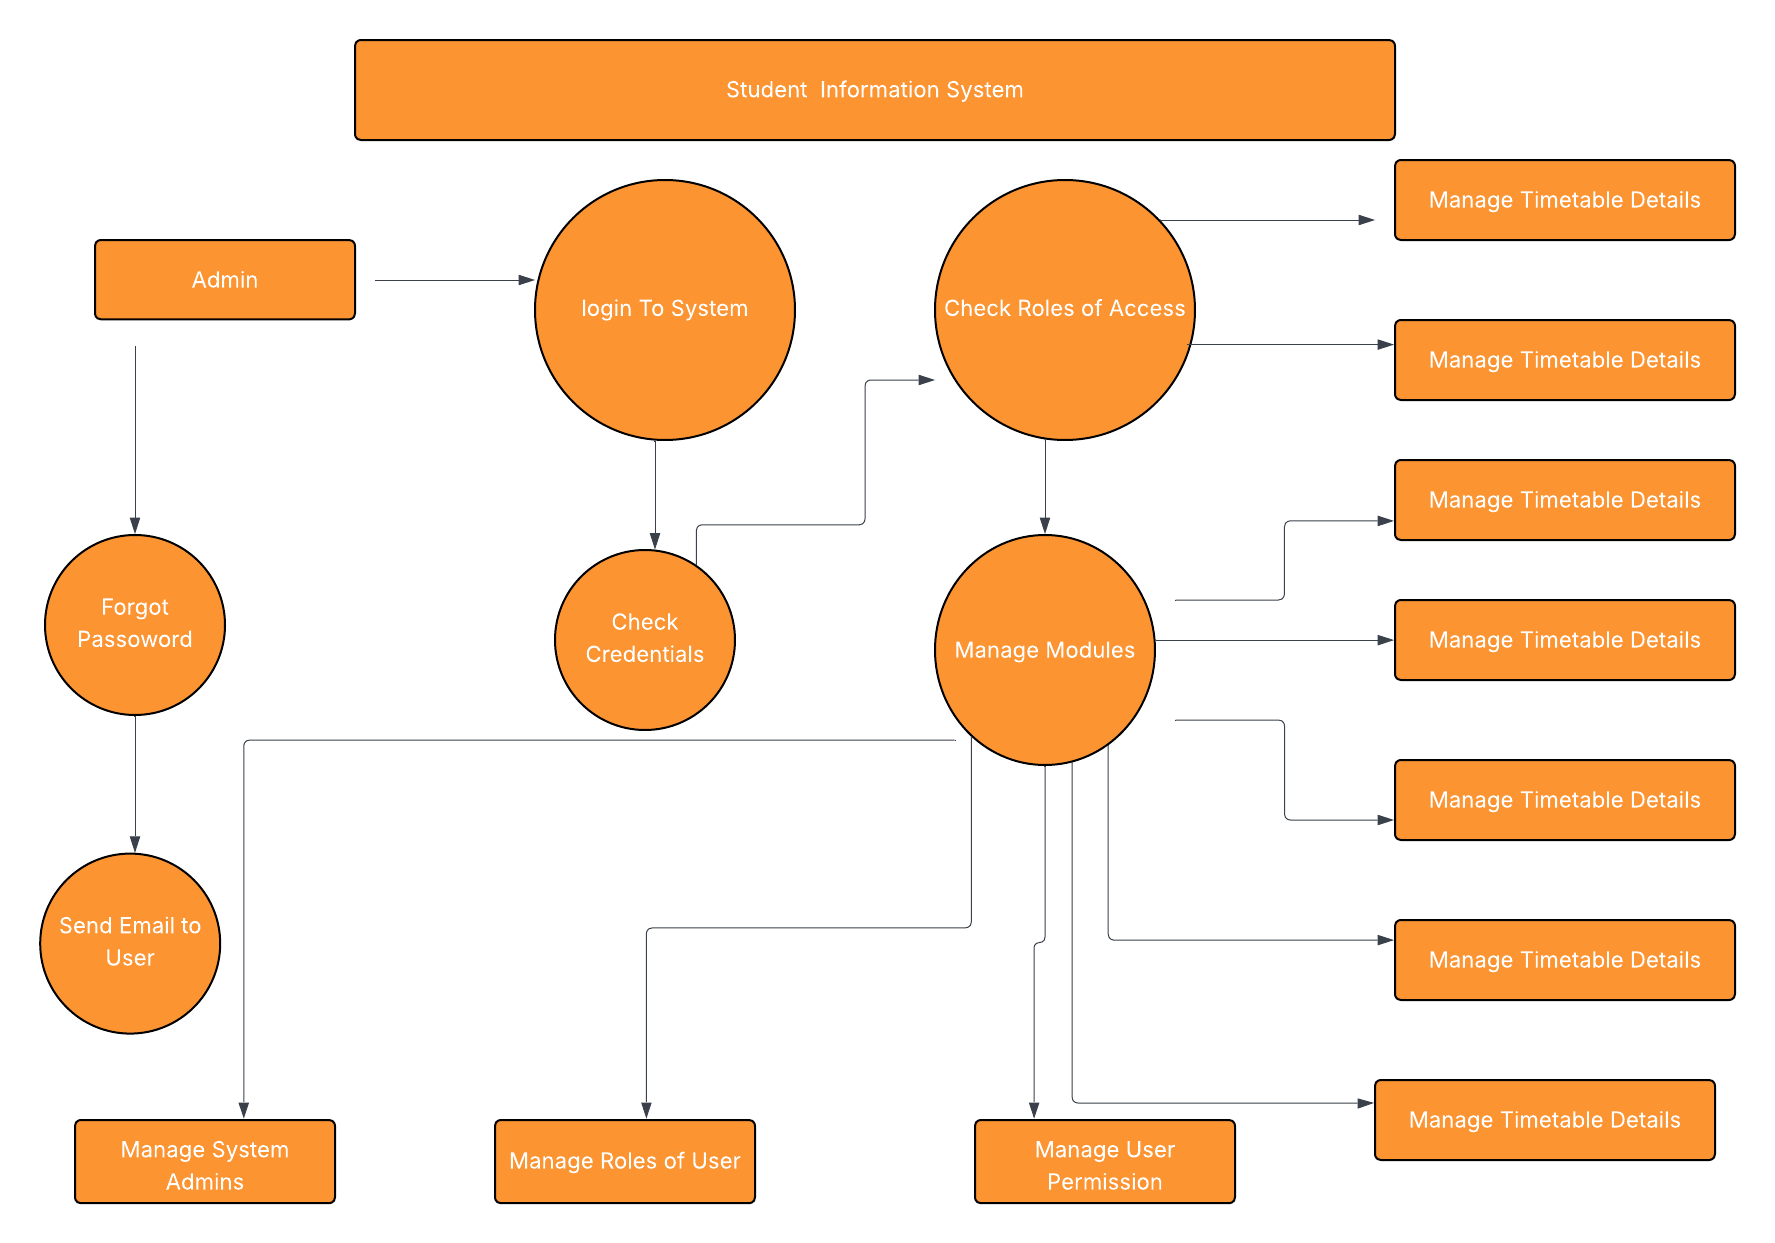 Student  Information System
Manage Timetable Details
Admin
login To System
Check Roles of Access
Manage Timetable Details
Manage Timetable Details
Forgot
Passoword
Check
Credentials
Manage Modules
Manage Timetable Details
Manage Timetable Details
Send Email to
User
Manage Timetable Details
Manage Timetable Details
Manage System
Admins
Manage Roles of User
Manage User
Permission